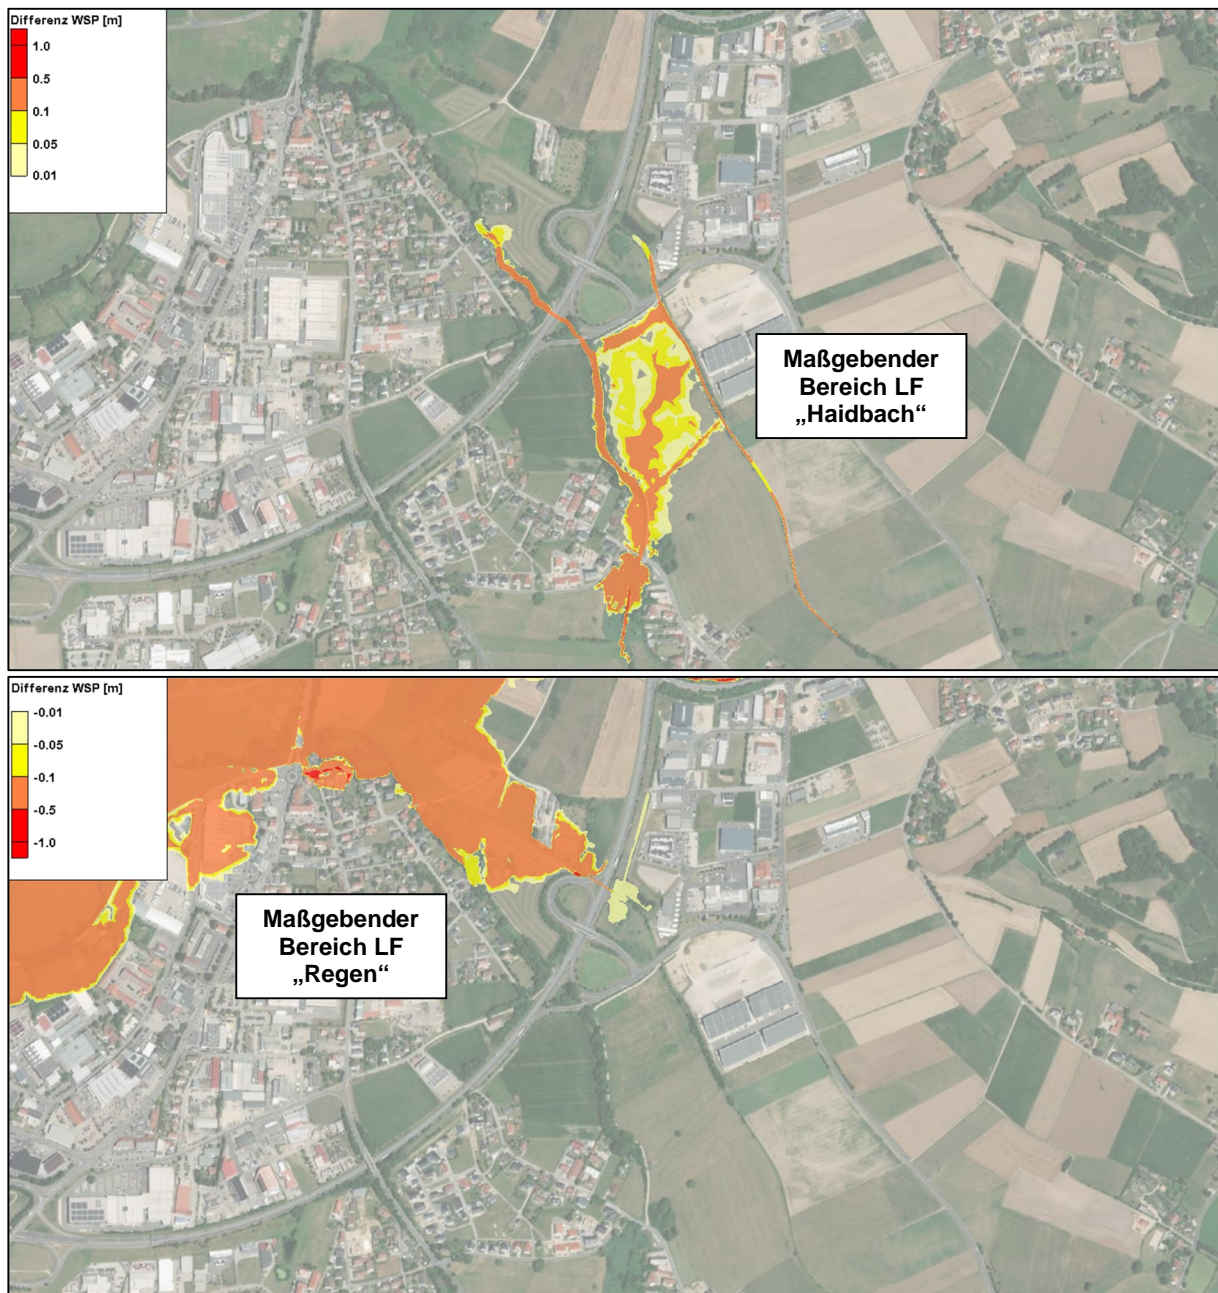 Differenz WSP [m]
1.0
0.5
0.1
0.05
0.01
Maßgebender
Bereich LF
„Haidbach“
Differenz WSP [m]
-0.01
-0.05
-0.1
-0.5
-1.0
Maßgebender
Bereich LF
„Regen“